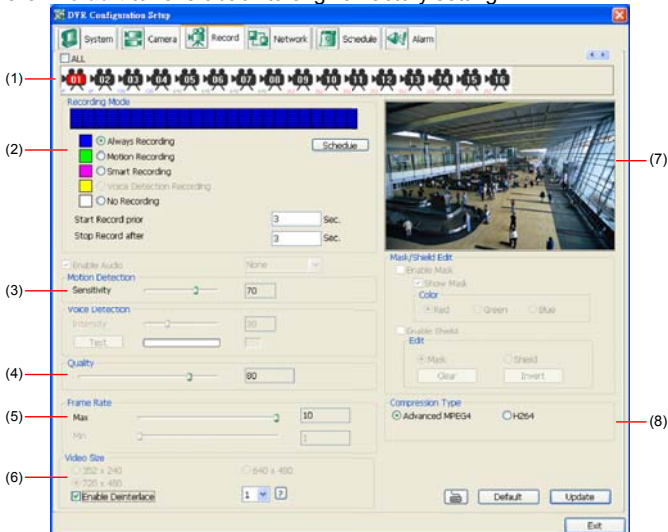 DVR Configuration Setup
System Camera Record Network Schedule Alarm
ALL
(1)
01 02 03 04 05 06 07 08 09 10 11 12 13 14 15 16
Recording Mode
(2)
Always Recording
Schedule
Motion Recording
Smart Recording
Voice Detection Recording
No Recording
Start Record prior 3 Sec.
Stop Record after 3 Sec.
(7)
Enable Audio None
Motion Detection
(3)
Sensitivity 70
Voice Detection
Intensity 30
Test
Quality
(4)
80
Frame Rate
(5)
Max 10
Min 1
Video Size
(6)
352 x 240 640 x 480
720 x 480
Enable Deinterlace 1 ?
Mask/Shield Edit
Enable Mask
Show Mask
Color
Red Green Blue
Enable Shield
Edit
Mask Shield
Clear Invert
Compression Type
Advanced MPEG4 H264
(8)
Default Update
Exit